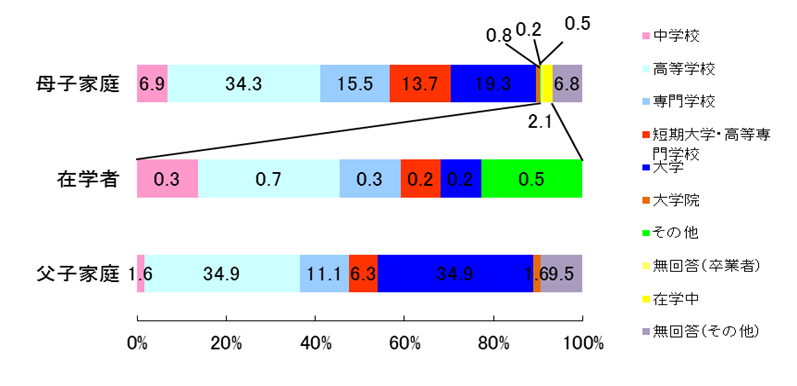 0.8
0.2
0.5
母子家庭
6.9
34.3
15.5
13.7
19.3
6.8
2.1
在学者
0.3
0.7
0.3
0.2
0.2
0.5
父子家庭
1.6
34.9
11.1
6.3
34.9
1.6
9.5
0%
20%
40%
60%
80%
100%
中学校
高等学校
専門学校
短期大学・高等専
門学校
大学
大学院
その他
無回答(卒業者)
在学中
無回答(その他)